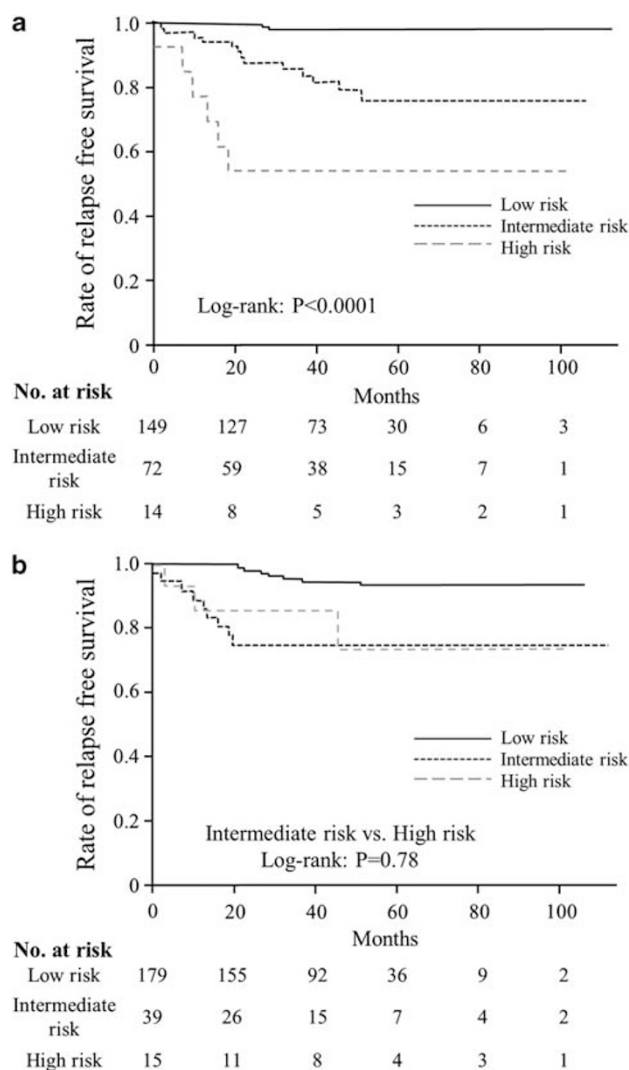 a
Rate of relapse free survival
1.0
0.8
0.6
0.4
0.2
0
Low risk
Intermediate risk
High risk
Log-rank: P<0.0001
0 20 40 60 80 100
Months
No. at risk
Low risk 149 127 73 30 6 3
Intermediate
risk 72 59 38 15 7 1
High risk 14 8 5 3 2 1
b
Rate of relapse free survival
1.0
0.8
0.6
0.4
0.2
0
Low risk
Intermediate risk
High risk
Intermediate risk vs. High risk
Log-rank: P=0.78
0 20 40 60 80 100
Months
No. at risk
Low risk 179 155 92 36 9 2
Intermediate
risk 39 26 15 7 4 2
High risk 15 11 8 4 3 1